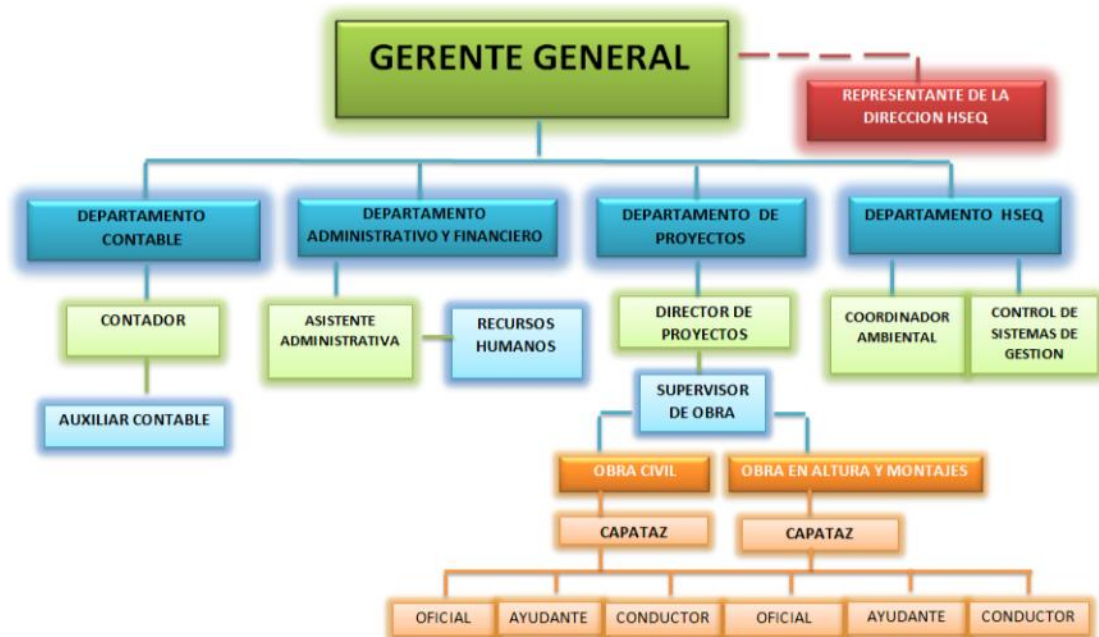 GERENTE GENERAL
REPRESENTANTE DE LA
DIRECCION HSEQ
DEPARTAMENTO
CONTABLE
DEPARTAMENTO
ADMINISTRATIVO Y FINANCIERO
DEPARTAMENTO DE
PROYECTOS
DEPARTAMENTO HSEQ
CONTADOR
ASISTENTE
ADMINISTRATIVA
RECURSOS
HUMANOS
DIRECTOR DE
PROYECTOS
COORDINADOR
AMBIENTAL
CONTROL DE
SISTEMAS DE
GESTION
AUXILIAR CONTABLE
SUPERVISOR
DE OBRA
OBRA CIVIL
OBRA EN ALTURA Y MONTAJES
CAPATAZ
CAPATAZ
OFICIAL
AYUDANTE
CONDUCTOR
OFICIAL
AYUDANTE
CONDUCTOR